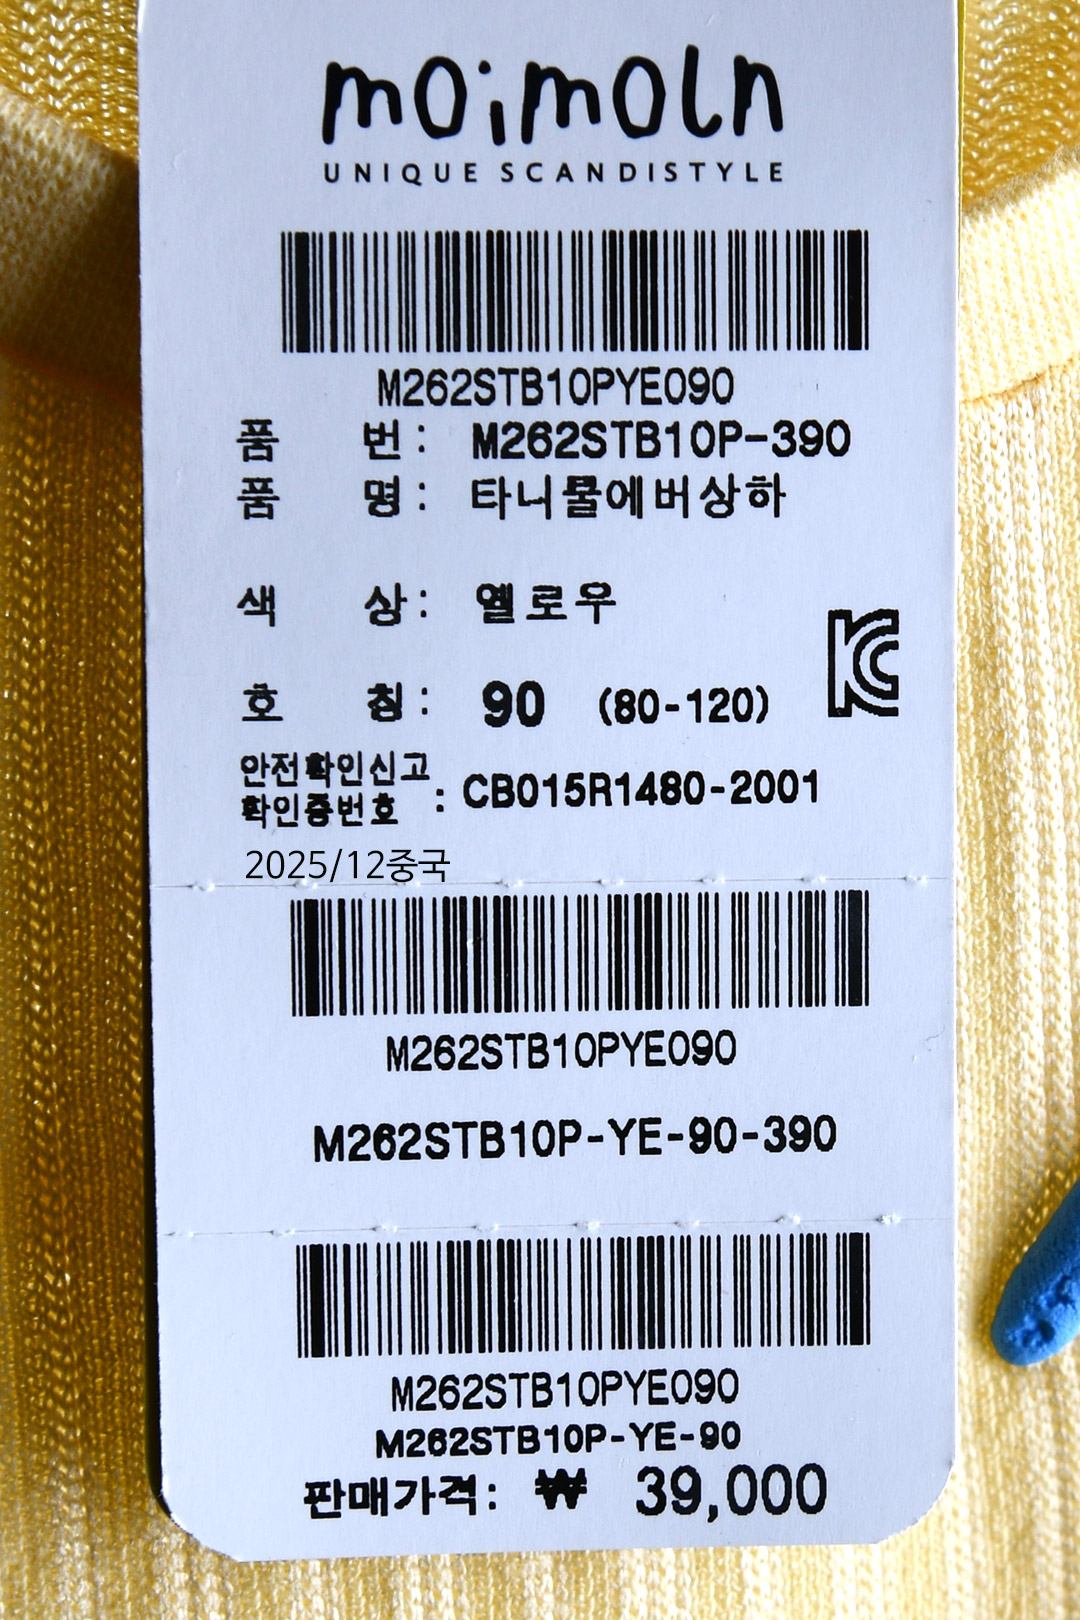 moimoln
UNIQUE SCANDISTYLE
M262STB10PYE090
품 번: M262STB10P-390
품 명: 타니물에버상하
색 상: 옐로우
호 칭: 90 (80-120)
안전확인신고
확인증번호 : CB015R1480-2001
2025/12중국
M262STB10PYE090
M262STB10P-YE-90-390
M262STB10PYE090
M262STB10P-YE-90
판매가격: ₩ 39,000